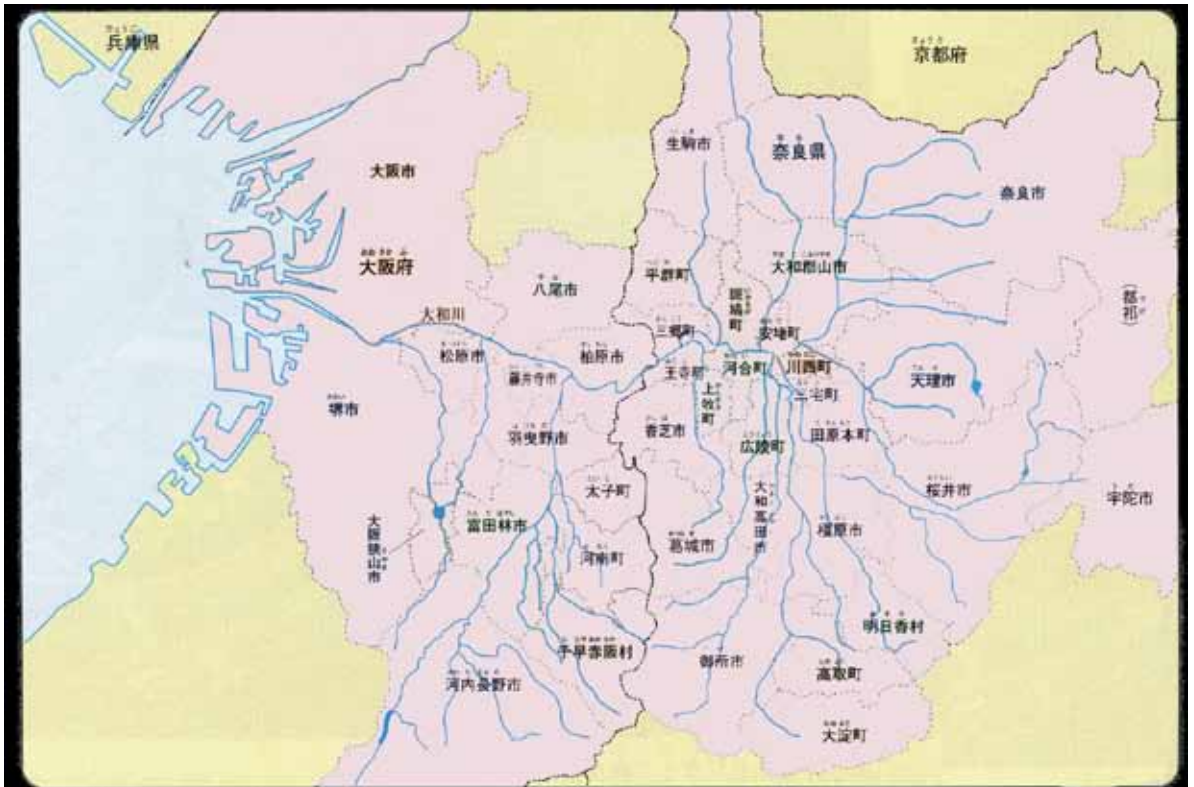 兵庫県
京都府
生駒市
奈良県
大阪市
奈良市
大阪府
平群町
大和郡山市
八尾市
斑鳩町
(都祁)
大和川
三郷町
安堵町
松原市
柏原市
藤井寺市
王寺町
河合町
川西町
天理市
上牧町
三宅町
堺市
香芝市
羽曳野市
広陵町
田原本町
太子町
桜井市
宇陀市
大和高田市
富田林市
橿原市
大阪狭山市
葛城市
河南町
明日香村
千早赤阪村
御所市
高取町
河内長野市
大淀町